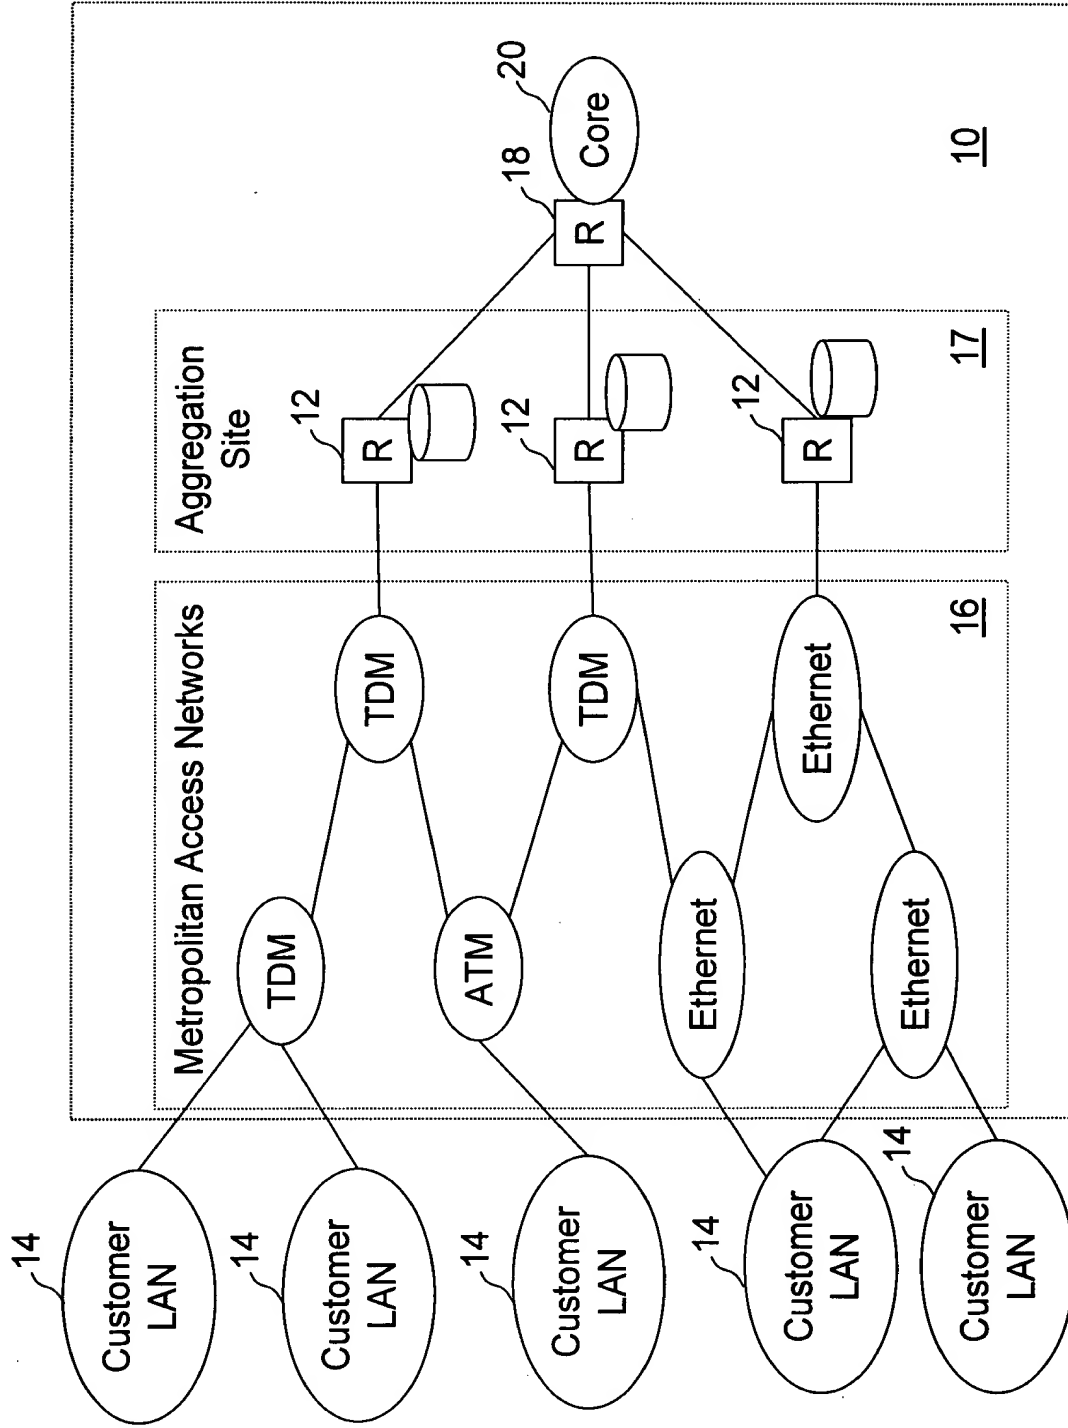 Metropolitan Access Networks
Aggregation
Site
14
Customer
LAN
14
Customer
LAN
14
Customer
LAN
14
Customer
LAN
14
Customer
LAN
TDM
ATM
Ethernet
Ethernet
TDM
TDM
Ethernet
16
12
R
12
R
12
R
17
18
R
20
Core
10